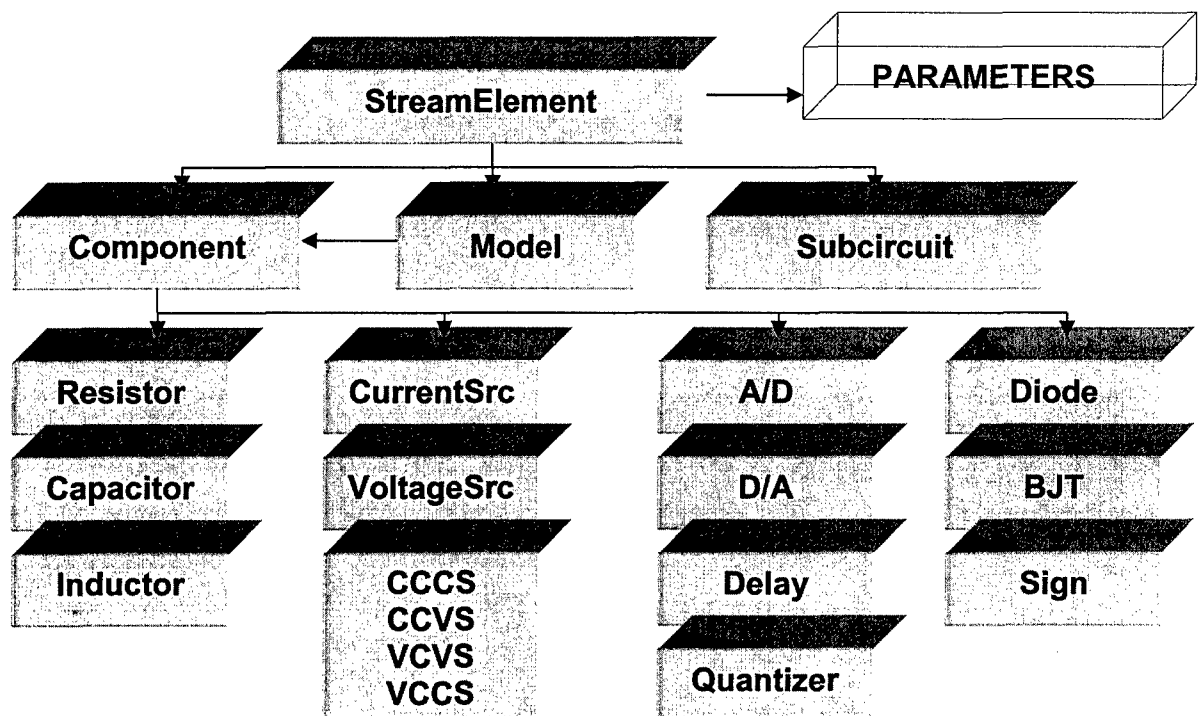 StreamElement
PARAMETERS
Component
Model
Subcircuit
Resistor
CurrentSrc
A/D
Diode
Capacitor
VoltageSrc
D/A
BJT
Inductor
CCCS
CCVS
VCVS
VCCS
Delay
Sign
Quantizer